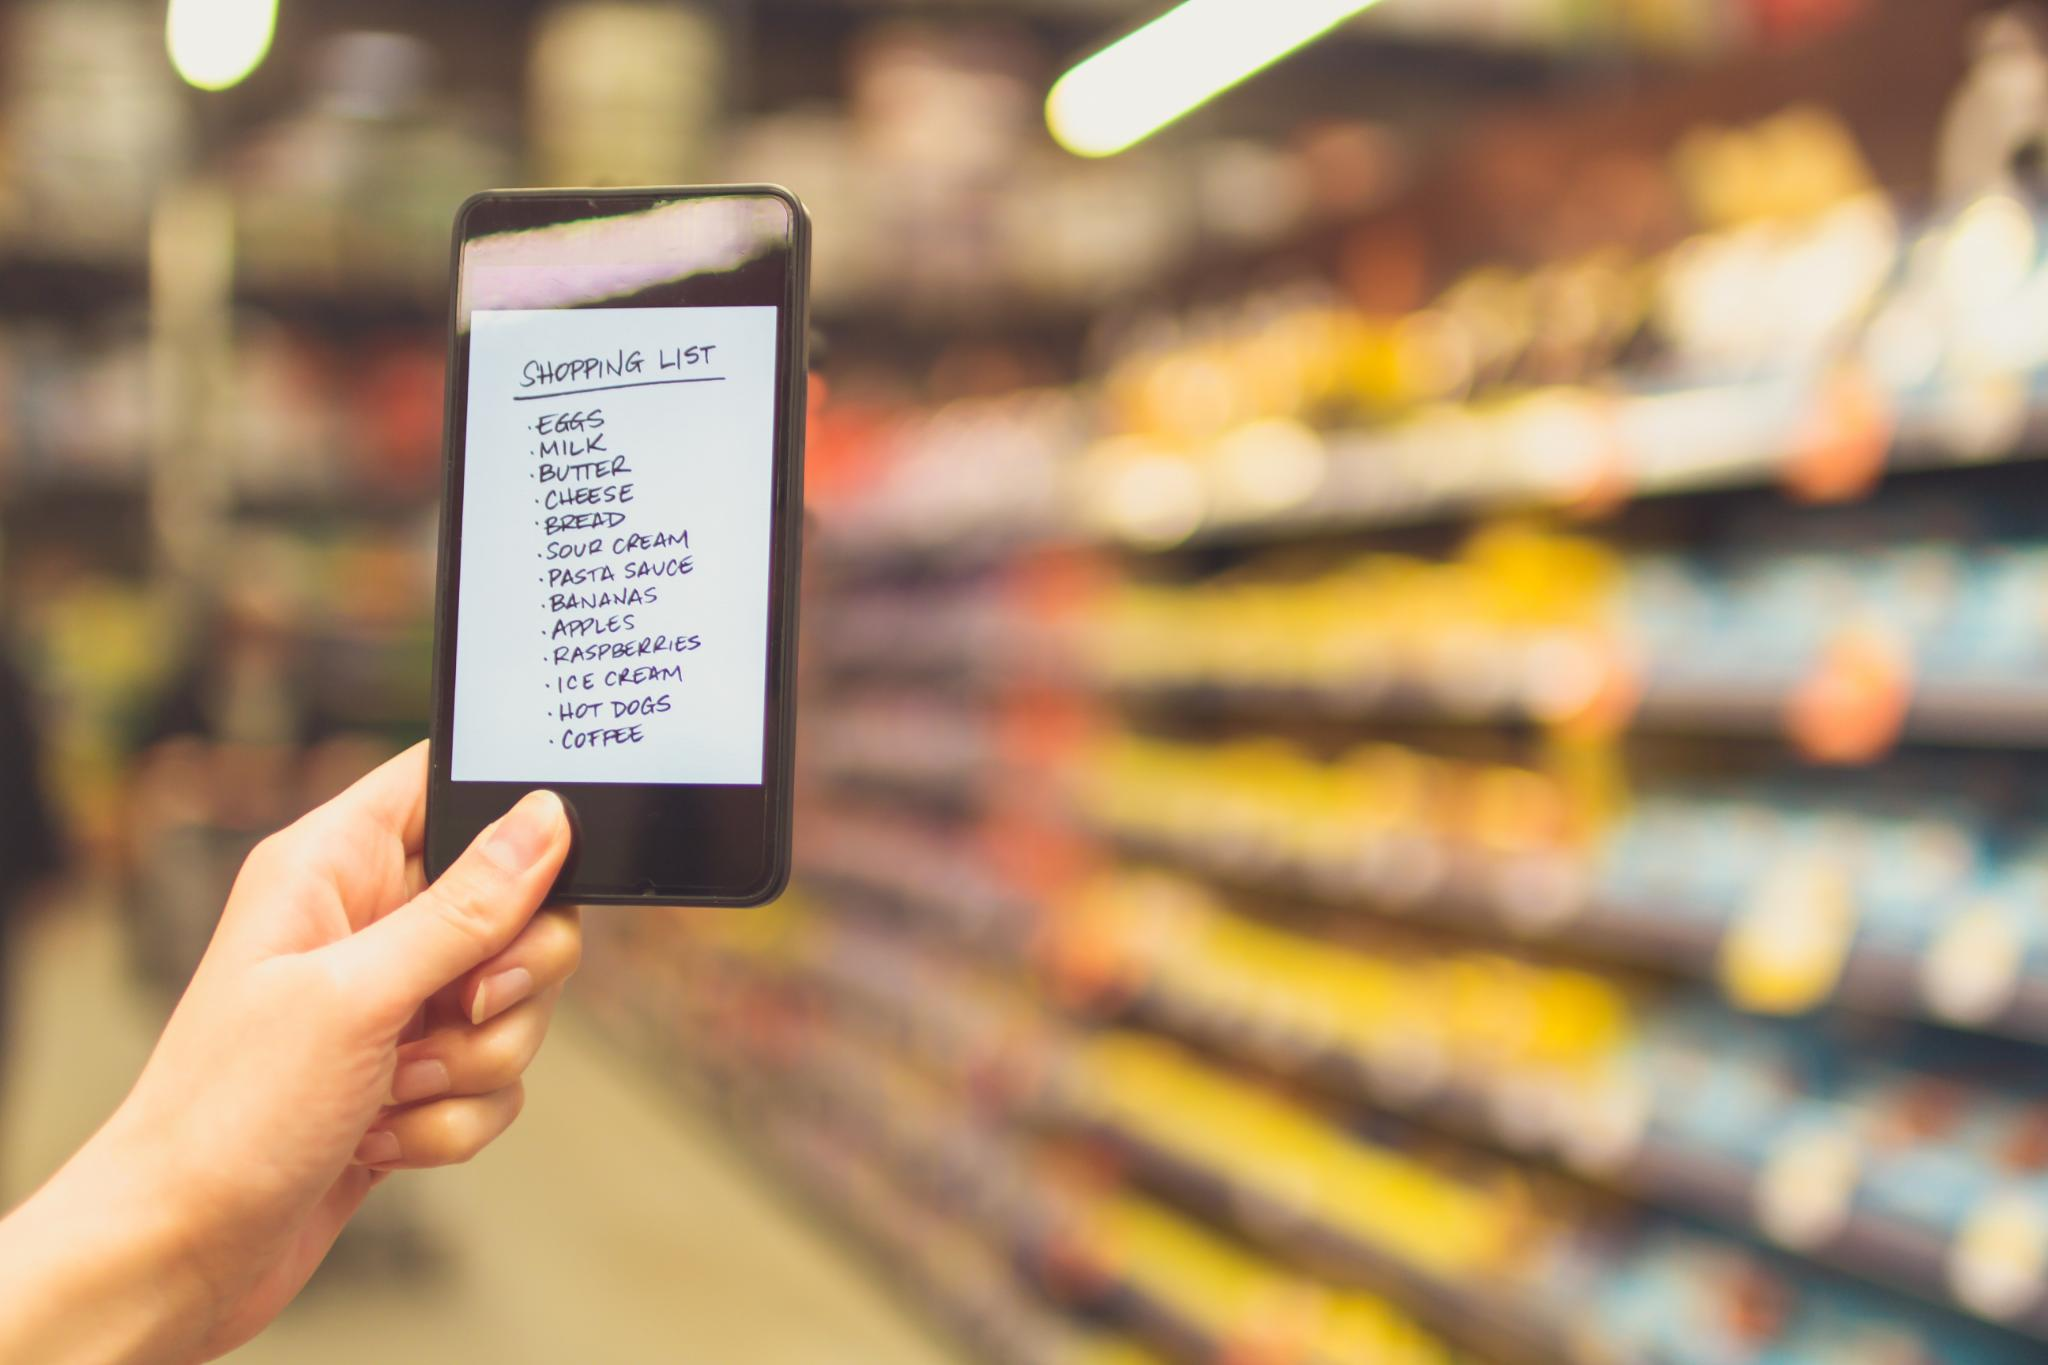 SHOPPING LIST
· EGGS
· MILK
· BUTTER
· CHEESE
· BREAD
· SOUR CREAM
· PASTA SAUCE
· BANANAS
· APPLES
· RASPBERRIES
· ICE CREAM
· HOT DOGS
· COFFEE